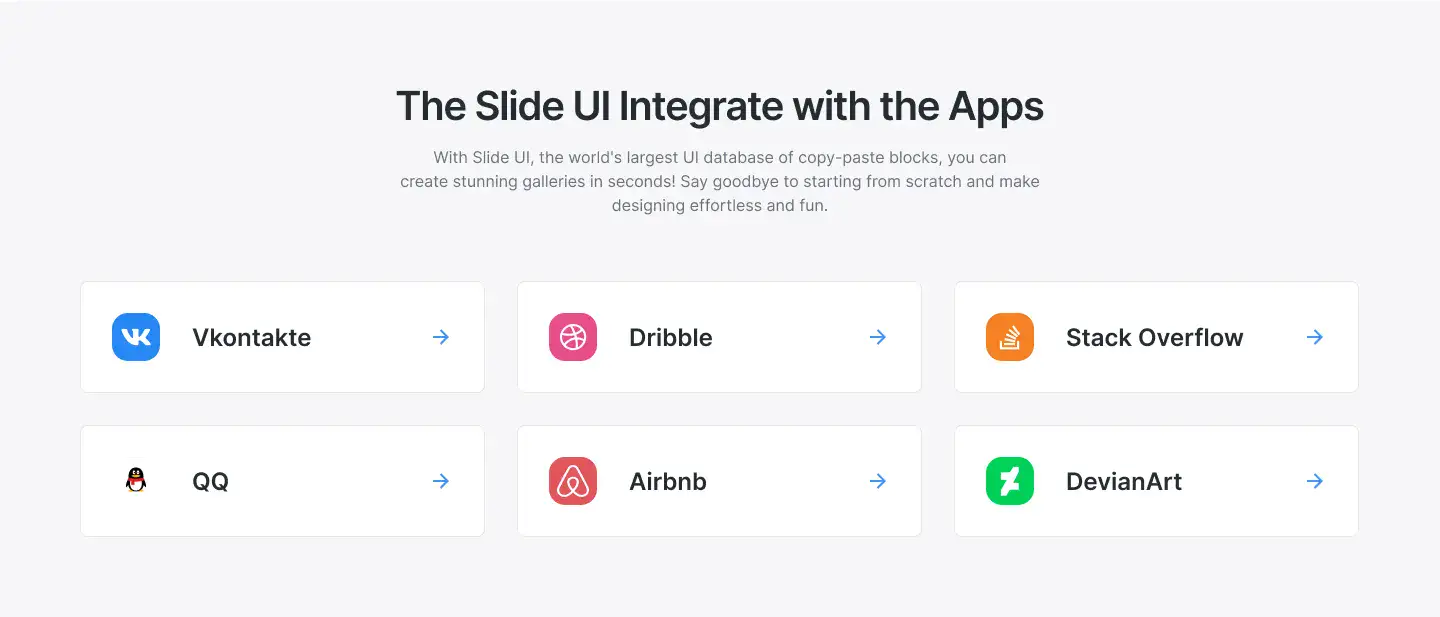 The Slide UI Integrate with the Apps
With Slide UI, the world's largest UI database of copy-paste blocks, you can
create stunning galleries in seconds! Say goodbye to starting from scratch and make
designing effortless and fun.
Vkontakte
Dribble
Stack Overflow
QQ
Airbnb
DevianArt